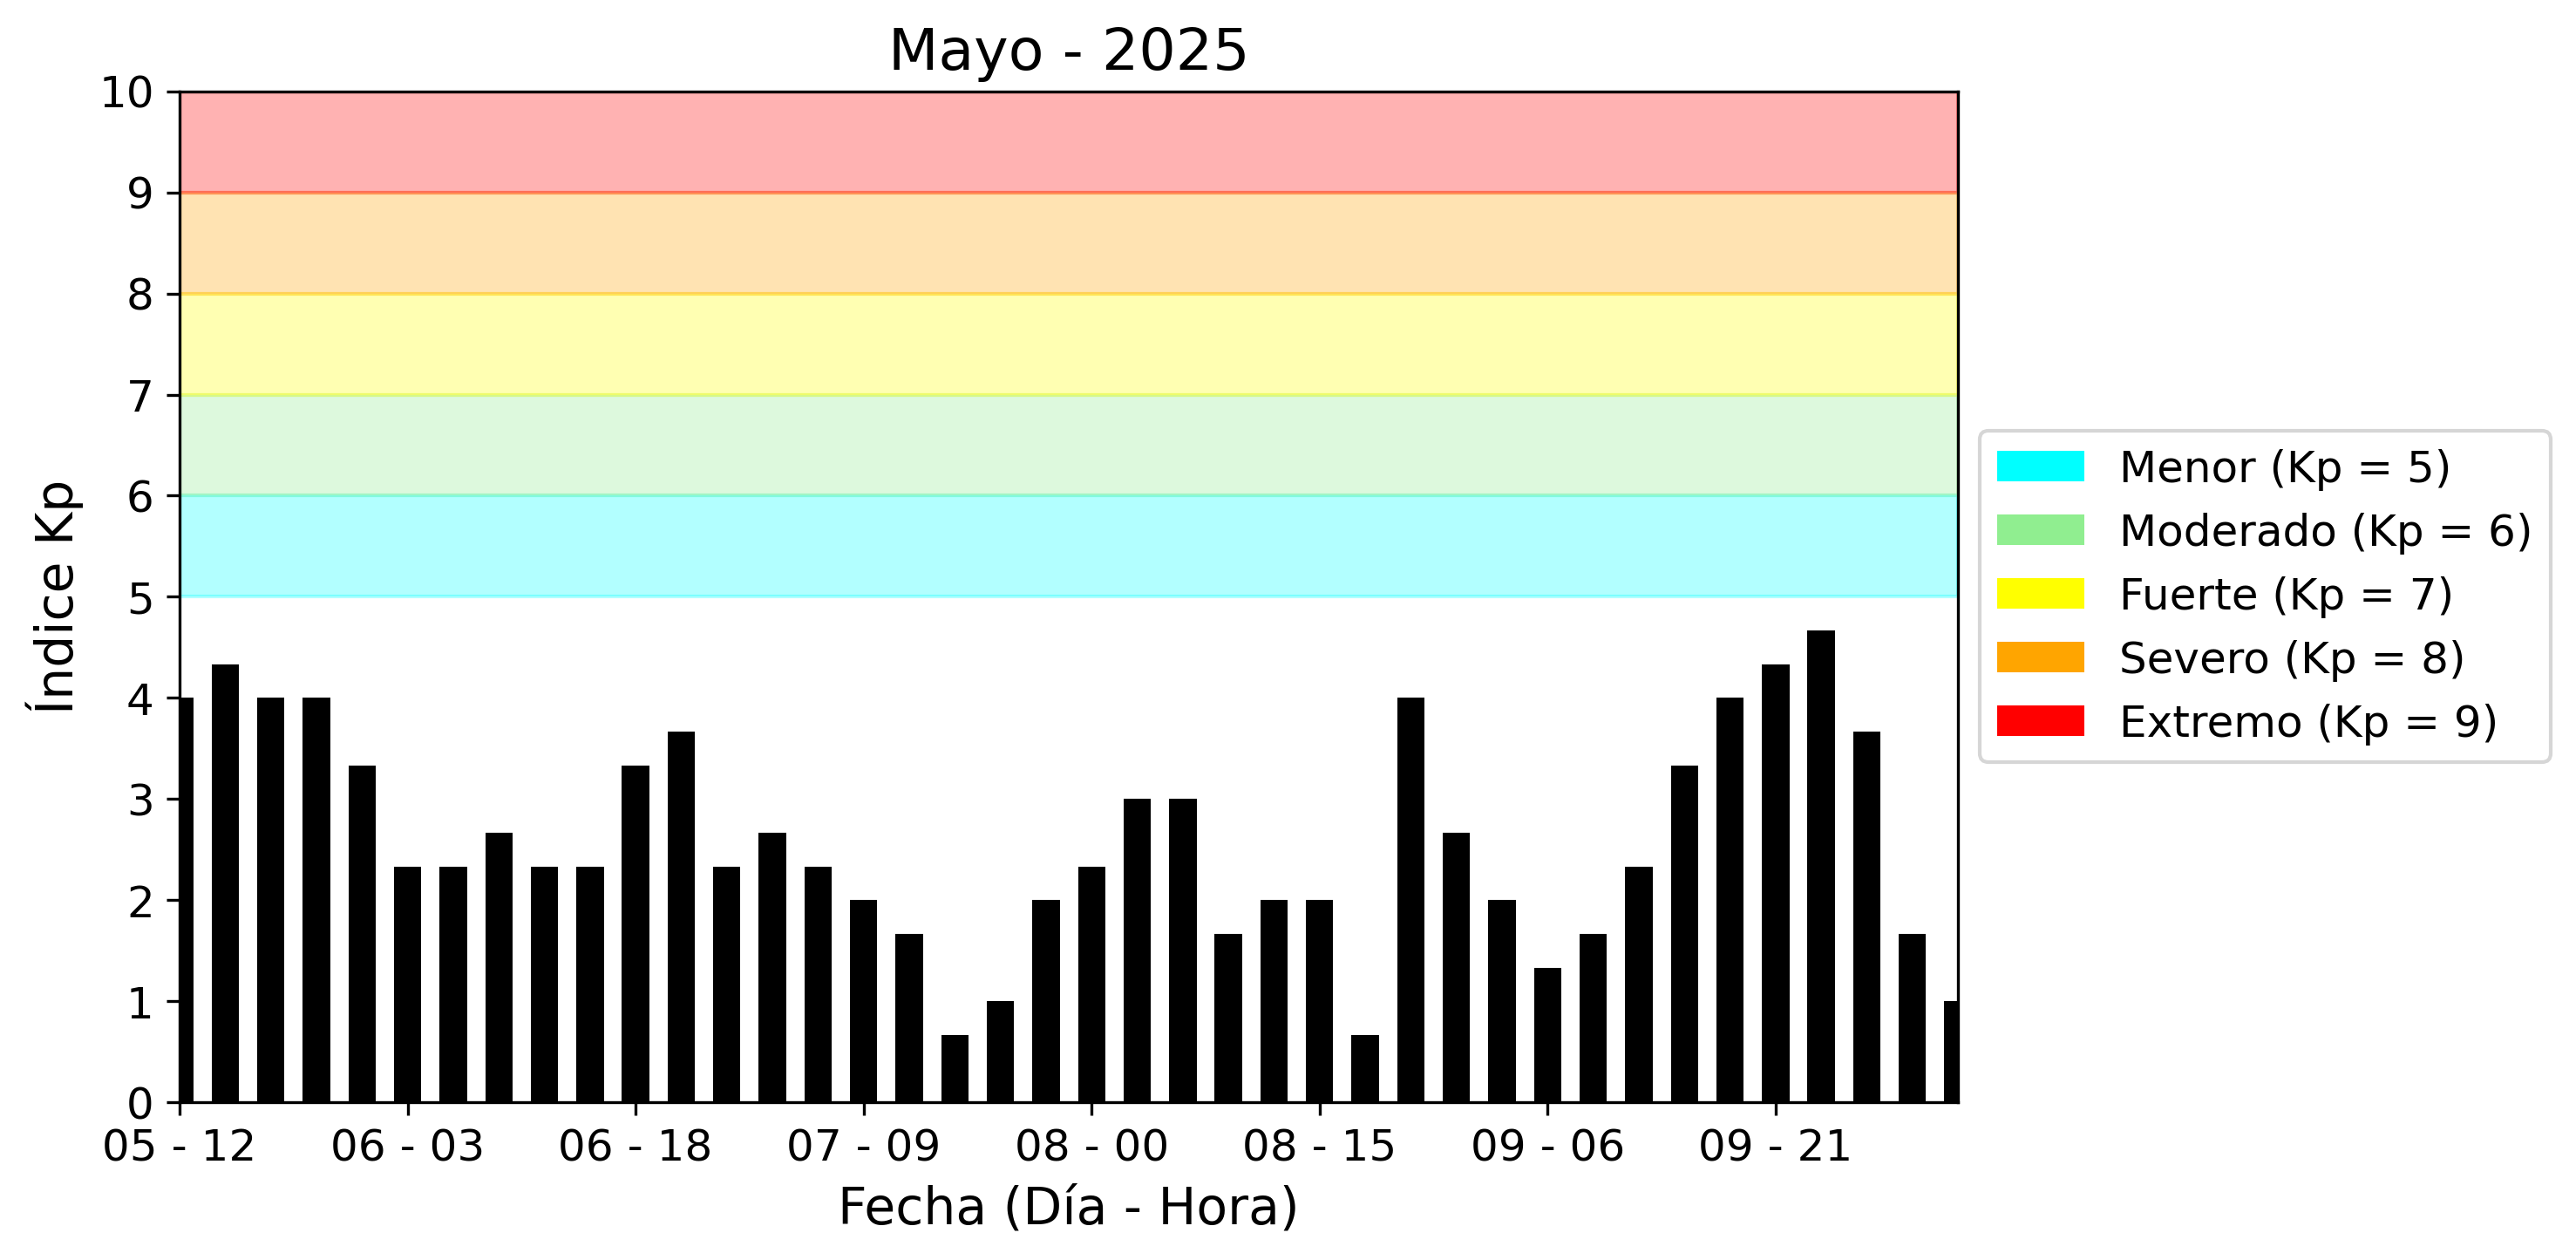 Mayo - 2025
10
9
8
7
6
5
4
3
2
1
0
Índice Kp
05 - 12
06 - 03
06 - 18
07 - 09
08 - 00
08 - 15
09 - 06
09 - 21
Fecha (Día - Hora)
Menor (Kp = 5)
Moderado (Kp = 6)
Fuerte (Kp = 7)
Severo (Kp = 8)
Extremo (Kp = 9)